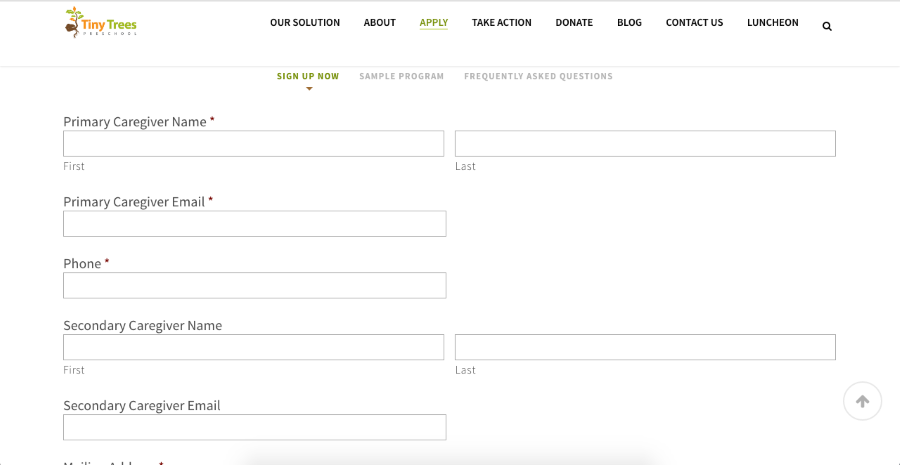 Tiny Trees
PRESCHOOL
OUR SOLUTION ABOUT APPLY TAKE ACTION DONATE BLOG CONTACT US LUNCHEON
SIGN UP NOW SAMPLE PROGRAM FREQUENTLY ASKED QUESTIONS
Primary Caregiver Name *
First Last
Primary Caregiver Email *
Phone *
Secondary Caregiver Name
First Last
Secondary Caregiver Email
Mailing Address *